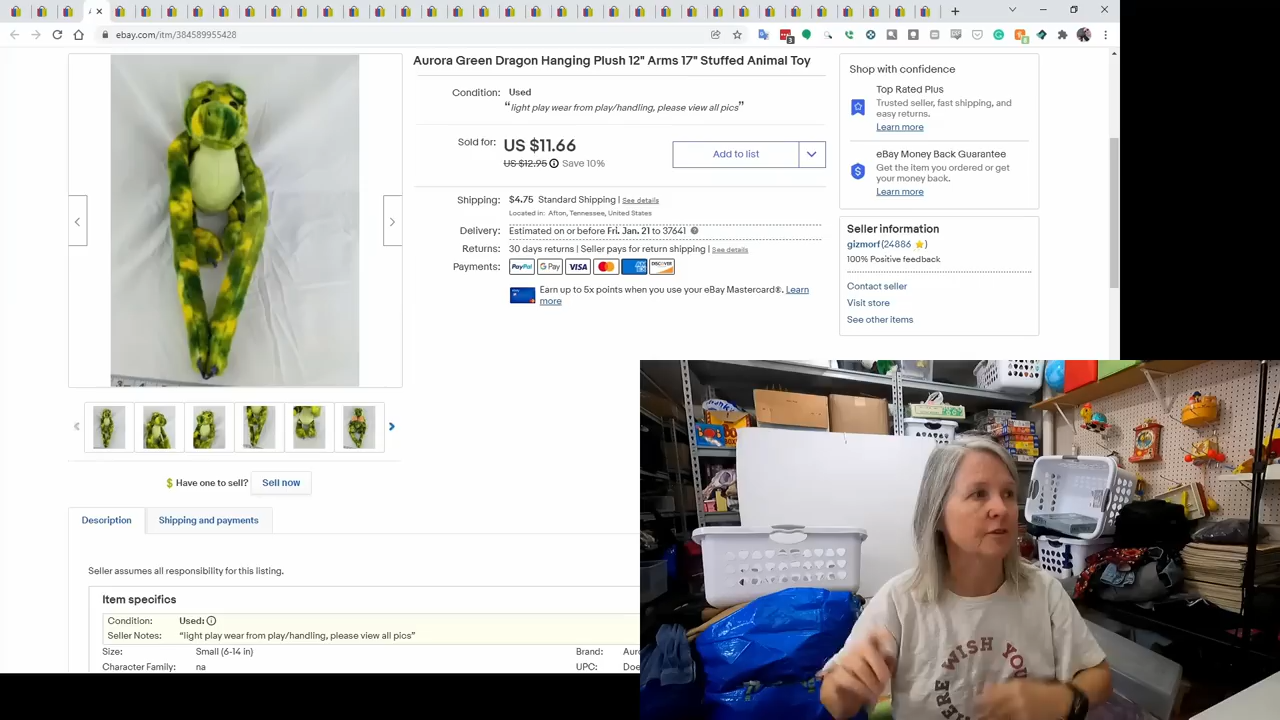 ebay.com/itm/384589955428
Aurora Green Dragon Hanging Plush 12" Arms 17" Stuffed Animal Toy
Condition: Used
“light play wear from play/handling, please view all pics”
Sold for: US $11.66
US $12.95 Save 10%
Add to list
Shipping: $4.75 Standard Shipping | See details
Located in: Afton, Tennessee, United States
Delivery: Estimated on or before Fri. Jan. 21 to 37641
Returns: 30 days returns | Seller pays for return shipping | See details
Payments: PayPal G Pay VISA DISCOVER
Earn up to 5x points when you use your eBay Mastercard®. Learn
more
Shop with confidence
Top Rated Plus
Trusted seller, fast shipping, and
easy returns.
Learn more
eBay Money Back Guarantee
Get the item you ordered or get
your money back.
Learn more
Seller information
gizmorf (24886 )
100% Positive feedback
Contact seller
Visit store
See other items
$ Have one to sell? Sell now
Description
Shipping and payments
Seller assumes all responsibility for this listing.
Item specifics
Condition: Used:
Seller Notes: “light play wear from play/handling, please view all pics”
Size: Small (6-14 in) Brand:
Character Family: na UPC:
WISH YOU